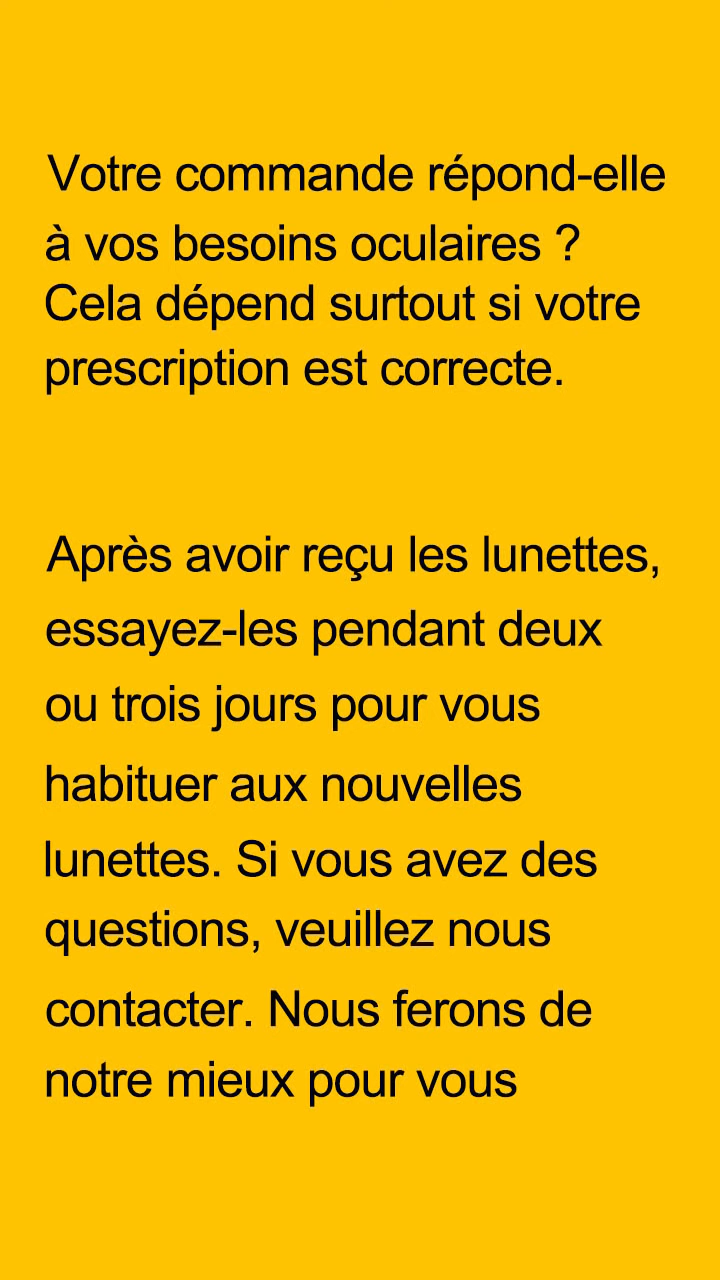 Votre commande répond-elle
à vos besoins oculaires ?
Cela dépend surtout si votre
prescription est correcte.
Après avoir reçu les lunettes,
essayez-les pendant deux
ou trois jours pour vous
habituer aux nouvelles
lunettes. Si vous avez des
questions, veuillez nous
contacter. Nous ferons de
notre mieux pour vous